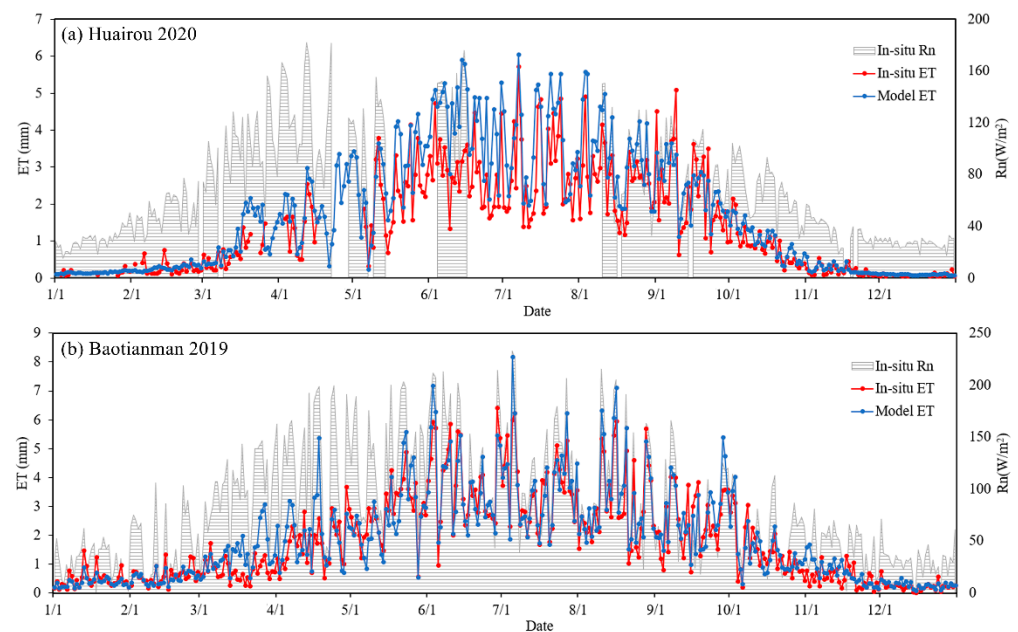 (a) Huairou 2020
ET (mm)
7
6
5
4
3
2
1
0
In-situ Rn
In-situ ET
Model ET
200
160
120
80
40
0
Rn(W/m²)
1/1 2/1 3/1 4/1 5/1 6/1 7/1 8/1 9/1 10/1 11/1 12/1
Date
(b) Baotianman 2019
ET (mm)
9
8
7
6
5
4
3
2
1
0
In-situ Rn
In-situ ET
Model ET
250
200
150
100
50
0
Rn(W/m²)
1/1 2/1 3/1 4/1 5/1 6/1 7/1 8/1 9/1 10/1 11/1 12/1
Date